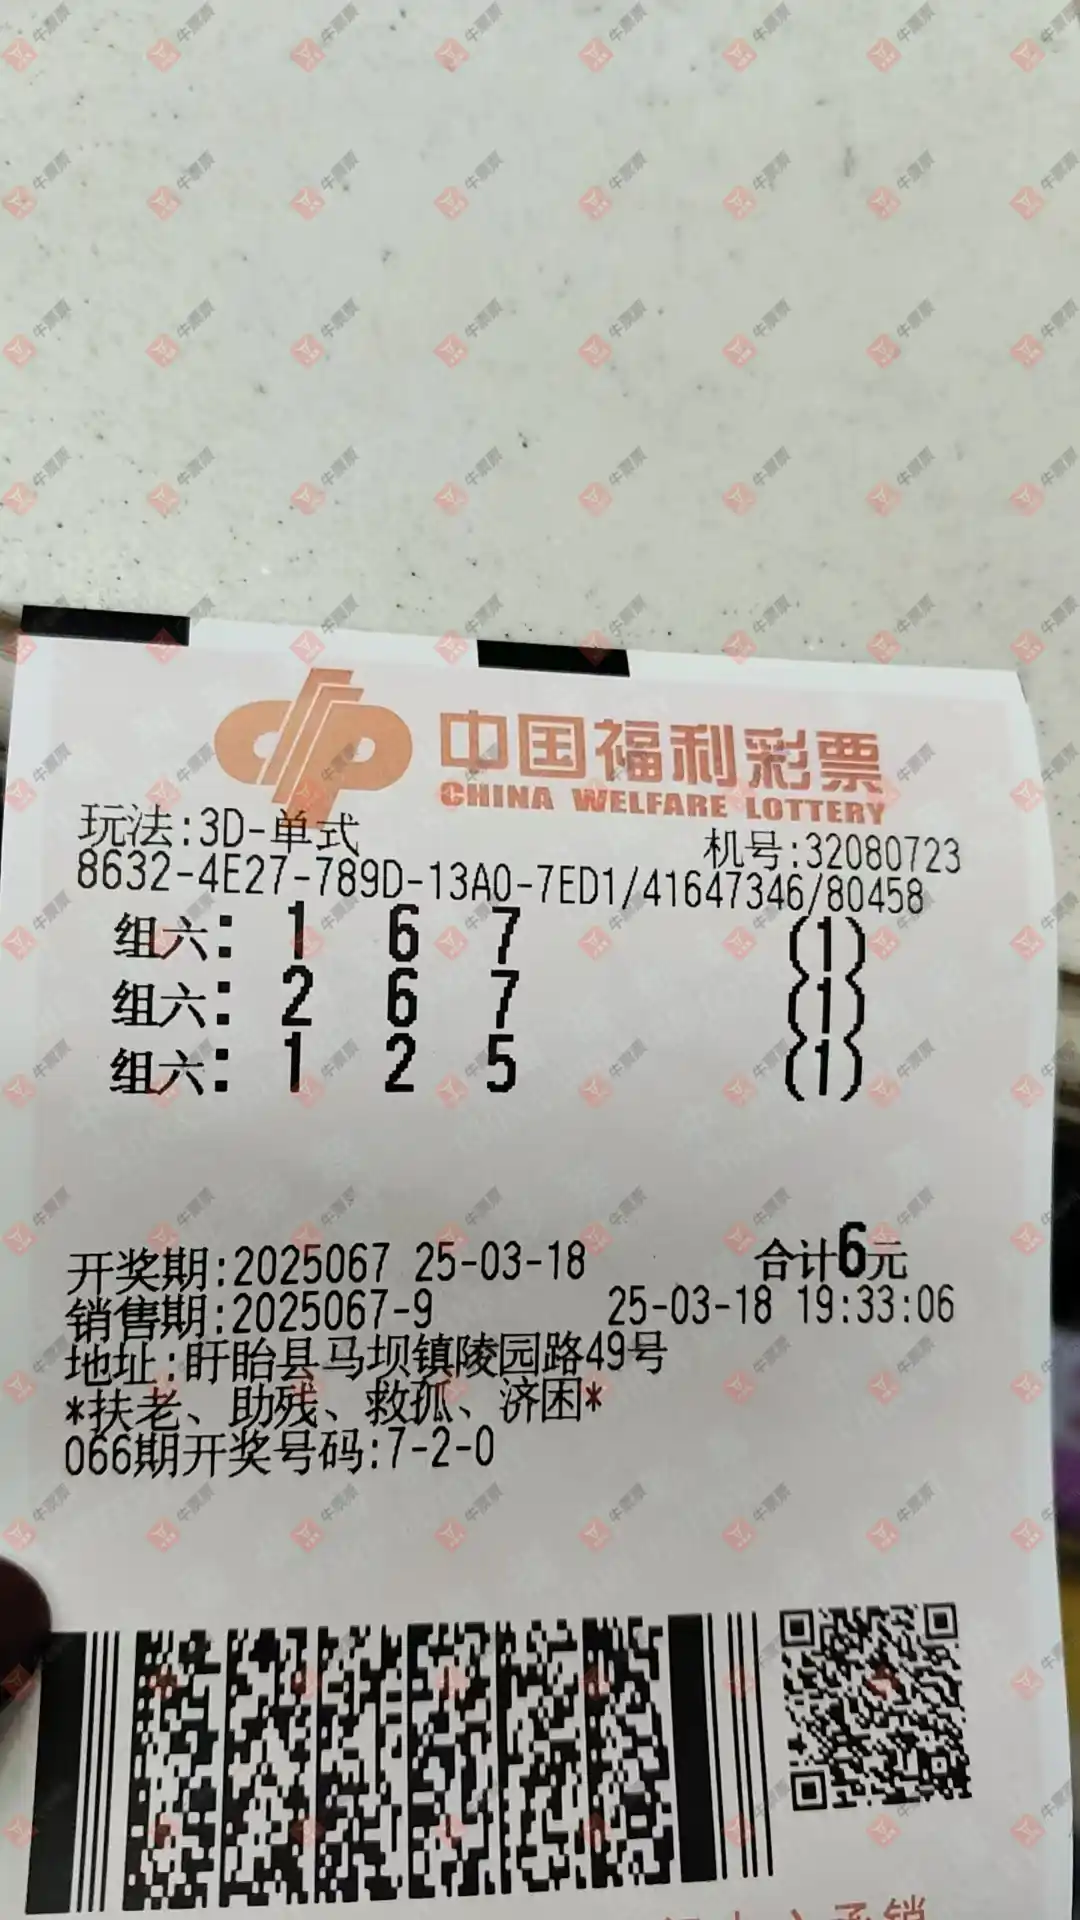 中国福利彩票
CHINA WELFARE LOTTERY
玩法:3D-单式 机号:32080723
8632-4E27-789D-13A0-7ED1/41647346/80458
组六: 1 6 7 (1)
组六: 2 6 7 (1)
组六: 1 2 5 (1)
开奖期:2025067 25-03-18 合计6元
销售期:2025067-9 25-03-18 19:33:06
地址:盱眙县马坝镇陵园路49号
*扶老、助残、救孤、济困*
066期开奖号码:7-2-0
承销
牛票票